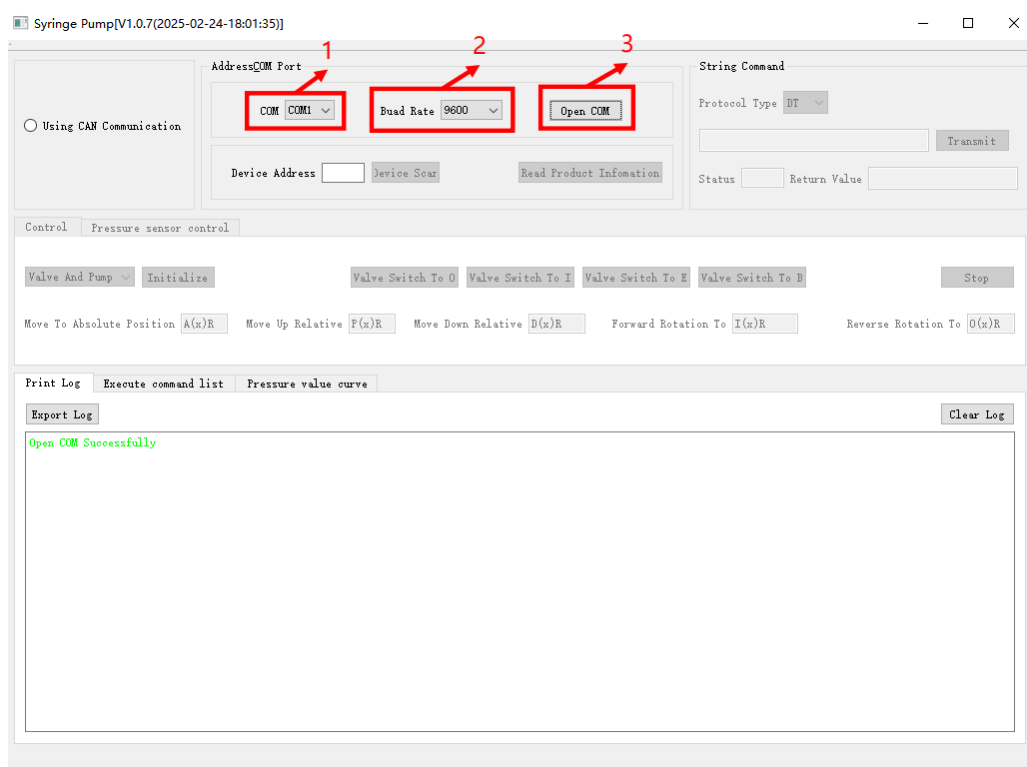 Syringe Pump[V1.0.7(2025-02-24-18:01:35)]
1
2
3
AddressCOM Port
String Command
Using CAN Communication
COM COM1
Buad Rate 9600
Open COM
Protocol Type DT
Transmit
Device Address
Device Scar
Read Product Infomation
Status
Return Value
Control
Pressure sensor control
Valve And Pump
Initialize
Valve Switch To O
Valve Switch To I
Valve Switch To E
Valve Switch To B
Stop
Move To Absolute Position A(x)R
Move Up Relative P(x)R
Move Down Relative D(x)R
Forward Rotation To I(x)R
Reverse Rotation To O(x)R
Print Log
Execute command list
Pressure value curve
Export Log
Clear Log
Open COM Successfully